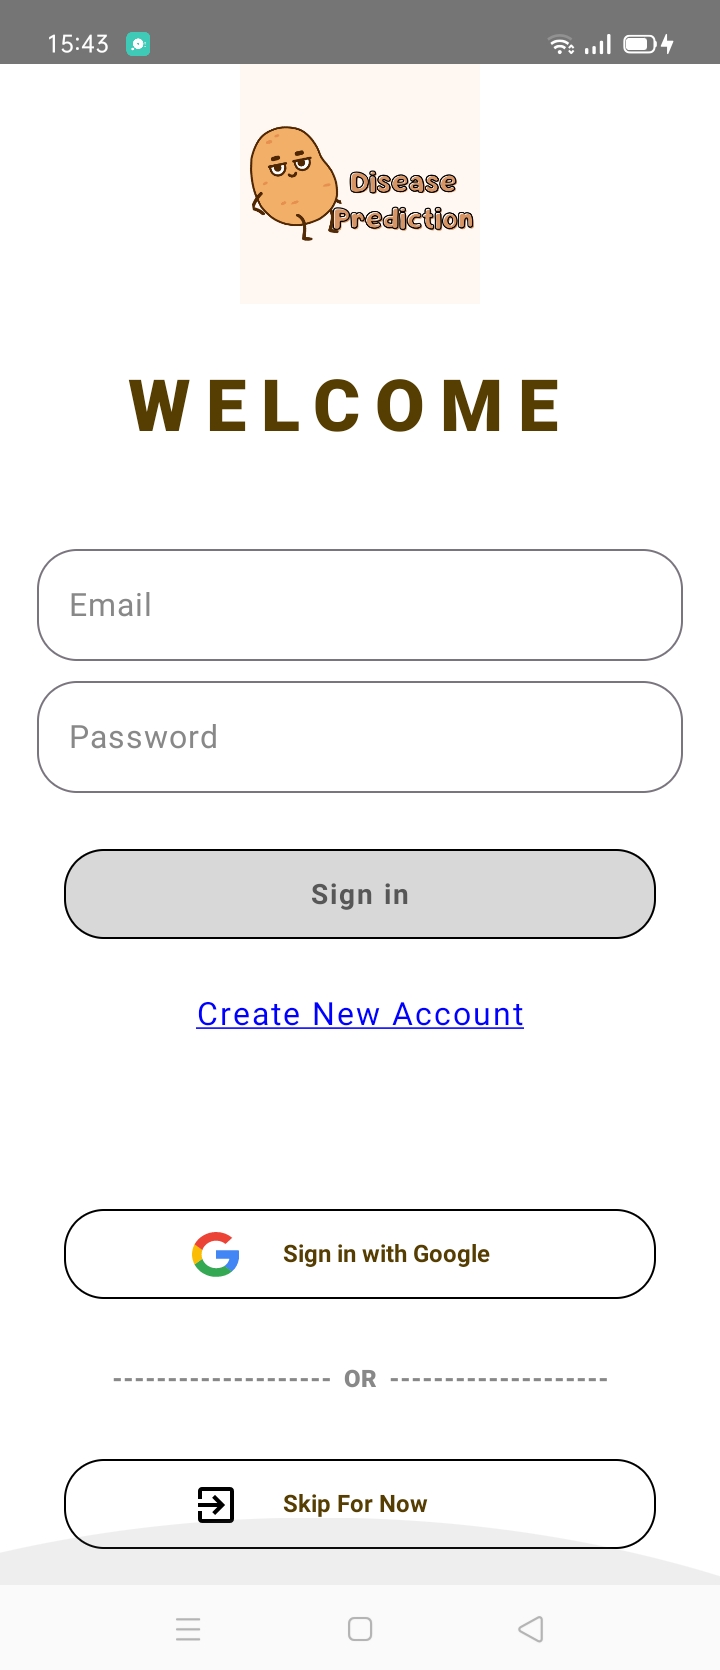 15:43
Disease
Prediction
WELCOME
Email
Password
Sign in
Create New Account
Sign in with Google
-------------------- OR --------------------
Skip For Now